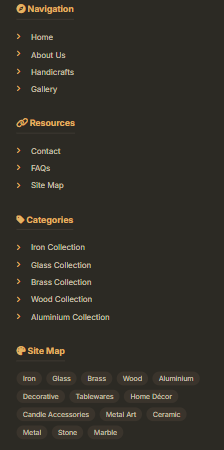 Navigation
Home
About Us
Handicrafts
Gallery
Resources
Contact
FAQs
Site Map
Categories
Iron Collection
Glass Collection
Brass Collection
Wood Collection
Aluminium Collection
Site Map
Iron Glass Brass Wood Aluminium
Decorative Tablewares Home Décor
Candle Accessories Metal Art Ceramic
Metal Stone Marble